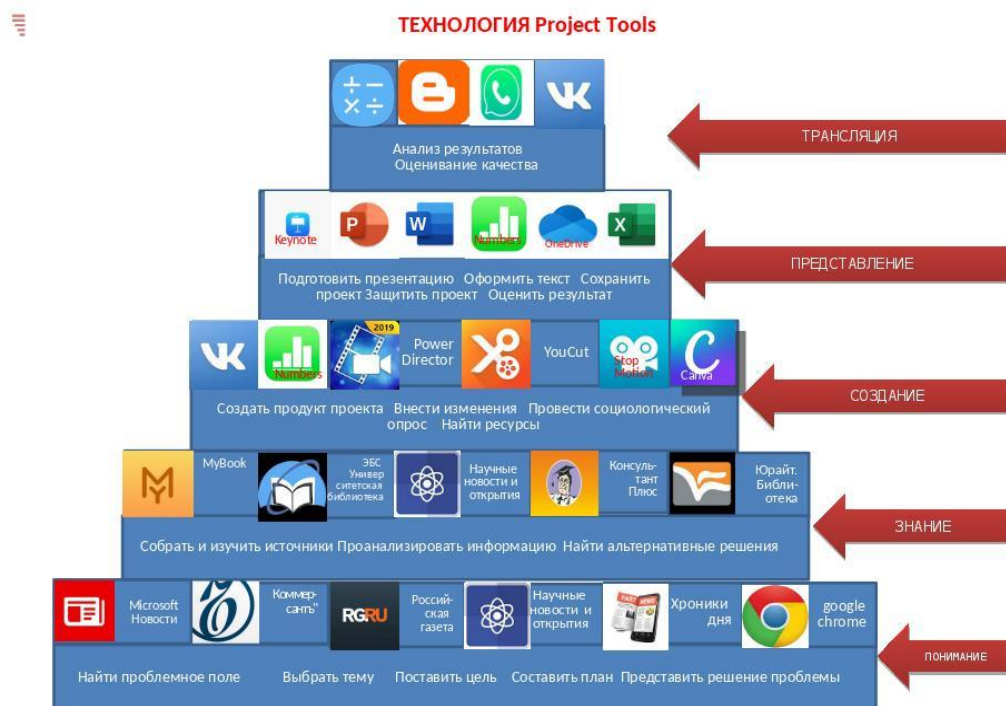 ТЕХНОЛОГИЯ Project Tools
Анализ результатов
Оценивание качества
ТРАНСЛЯЦИЯ
Keynote
P
W
Numbers
OneDrive
X
Подготовить презентацию Оформить текст Сохранить
проект Защитить проект Оценить результат
ПРЕДСТАВЛЕНИЕ
Numbers
2019
Power
Director
YouCut
Stop
Motion
Canva
Создать продукт проекта Внести изменения Провести социологический
опрос Найти ресурсы
СОЗДАНИЕ
MyBook
ЭБС
Универ
ситетская
библиотека
Научные
новости и
открытия
Консуль-
тант
Плюс
Юрайт.
Библи-
отека
Собрать и изучить источники Проанализировать информацию Найти альтернативные решения
ЗНАНИЕ
Microsoft
Новости
Коммер-
сантъ"
RGRU
Россий-
ская
газета
Научные
новости и
открытия
FAST NEWS
Хроники
дня
google
chrome
Найти проблемное поле Выбрать тему Поставить цель Составить план Представить решение проблемы
ПОНИМАНИЕ